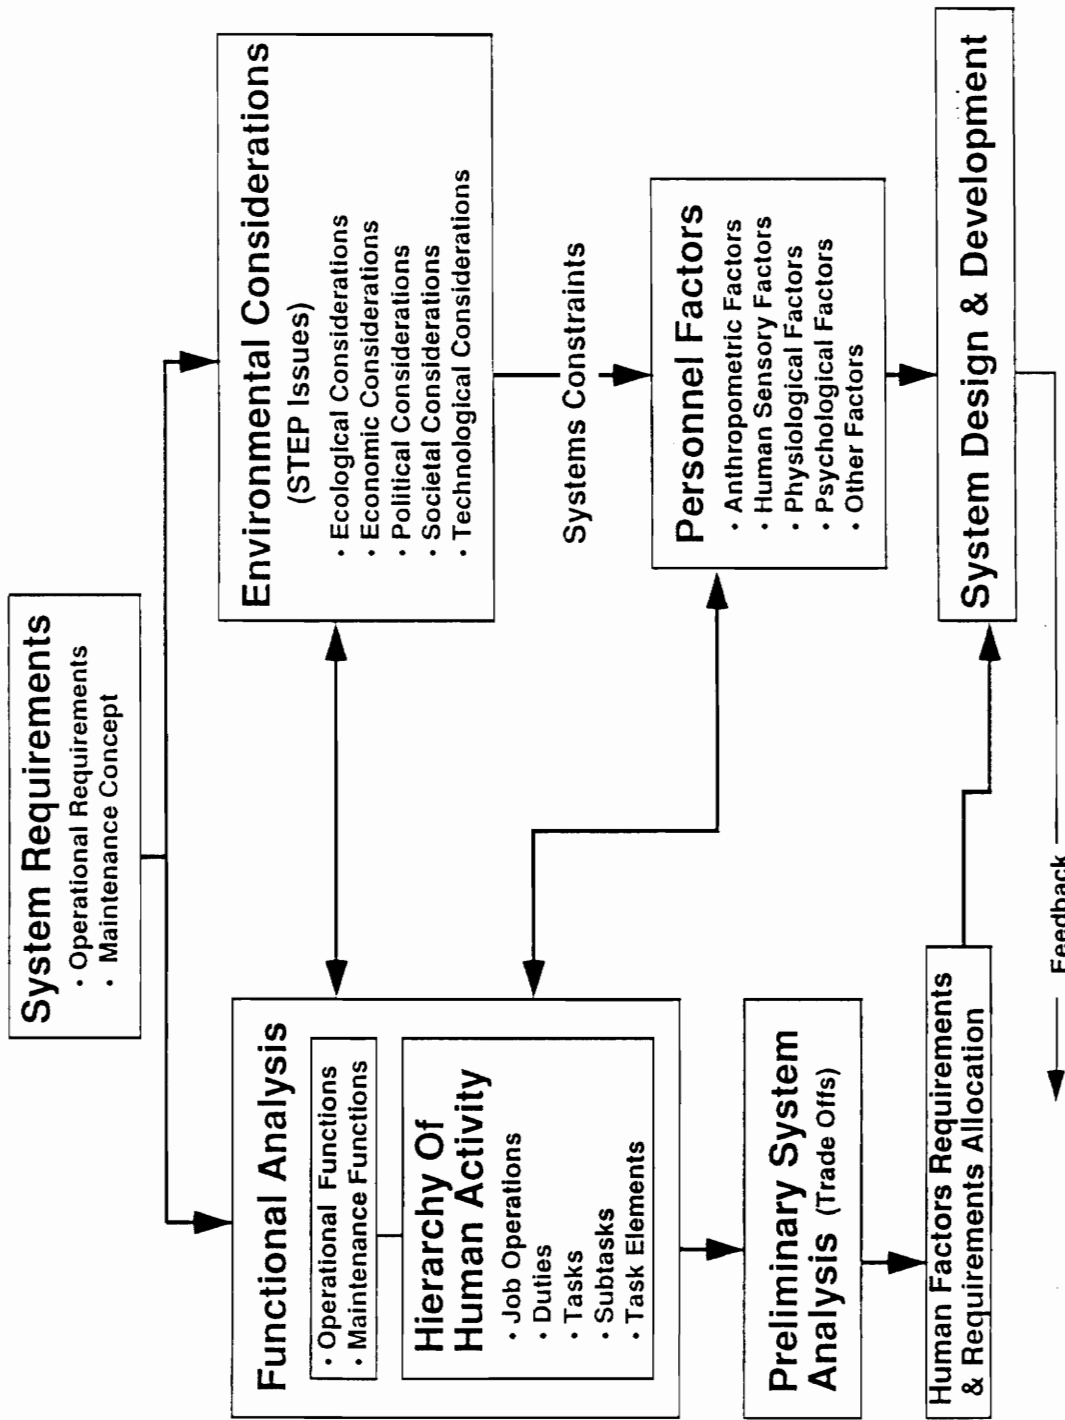 System Requirements
· Operational Requirements
· Maintenance Concept
Functional Analysis
· Operational Functions
· Maintenance Functions
Hierarchy Of
Human Activity
· Job Operations
· Duties
· Tasks
· Subtasks
· Task Elements
Environmental Considerations
(STEP Issues)
· Ecological Considerations
· Economic Considerations
· Political Considerations
· Societal Considerations
· Technological Considerations
Systems Constraints
Personnel Factors
· Anthropometric Factors
· Human Sensory Factors
· Physiological Factors
· Psychological Factors
· Other Factors
Preliminary System
Analysis (Trade Offs)
Human Factors Requirements
& Requirements Allocation
System Design & Development
Feedback